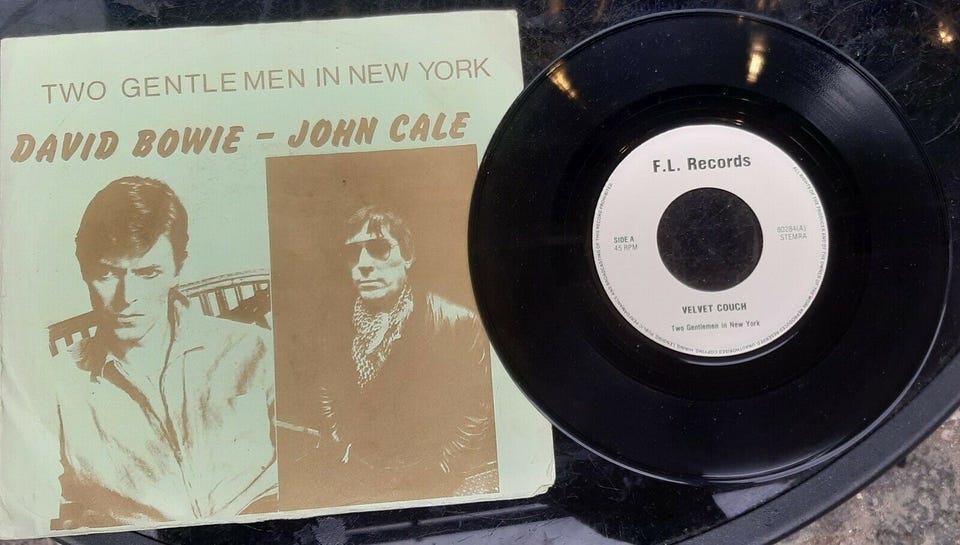 TWO GENTLEMEN IN NEW YORK
DAVID BOWIE – JOHN CALE
F.L. Records
SIDE A
45 RPM
80284(A)
STEMRA
VELVET COUCH
Two Gentlemen in New York